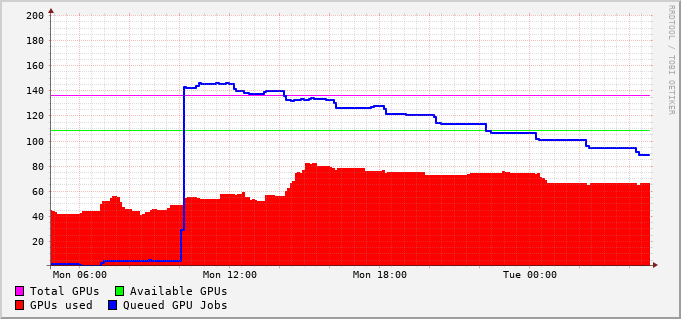 200
180
160
140
120
100
80
60
40
20
Mon 06:00 Mon 12:00 Mon 18:00 Tue 00:00
Total GPUs Available GPUs
GPUs used Queued GPU Jobs
RRDTOOL / TOBI OETIKER